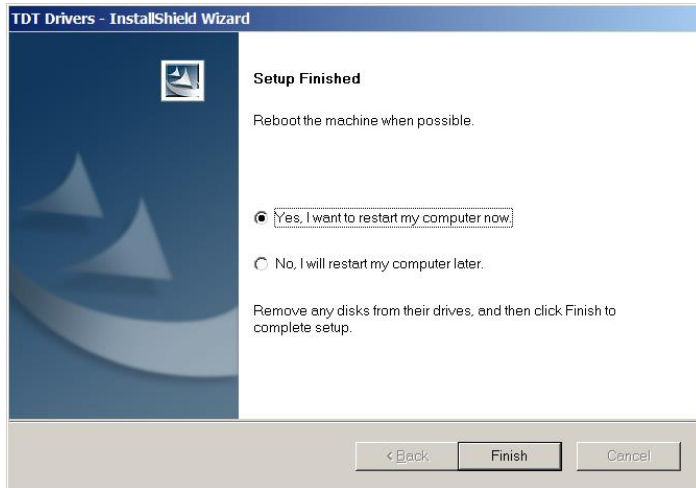 TDT Drivers - InstallShield Wizard
Setup Finished
Reboot the machine when possible.
Yes, I want to restart my computer now.
No, I will restart my computer later.
Remove any disks from their drives, and then click Finish to
complete setup.
< Back
Finish
Cancel